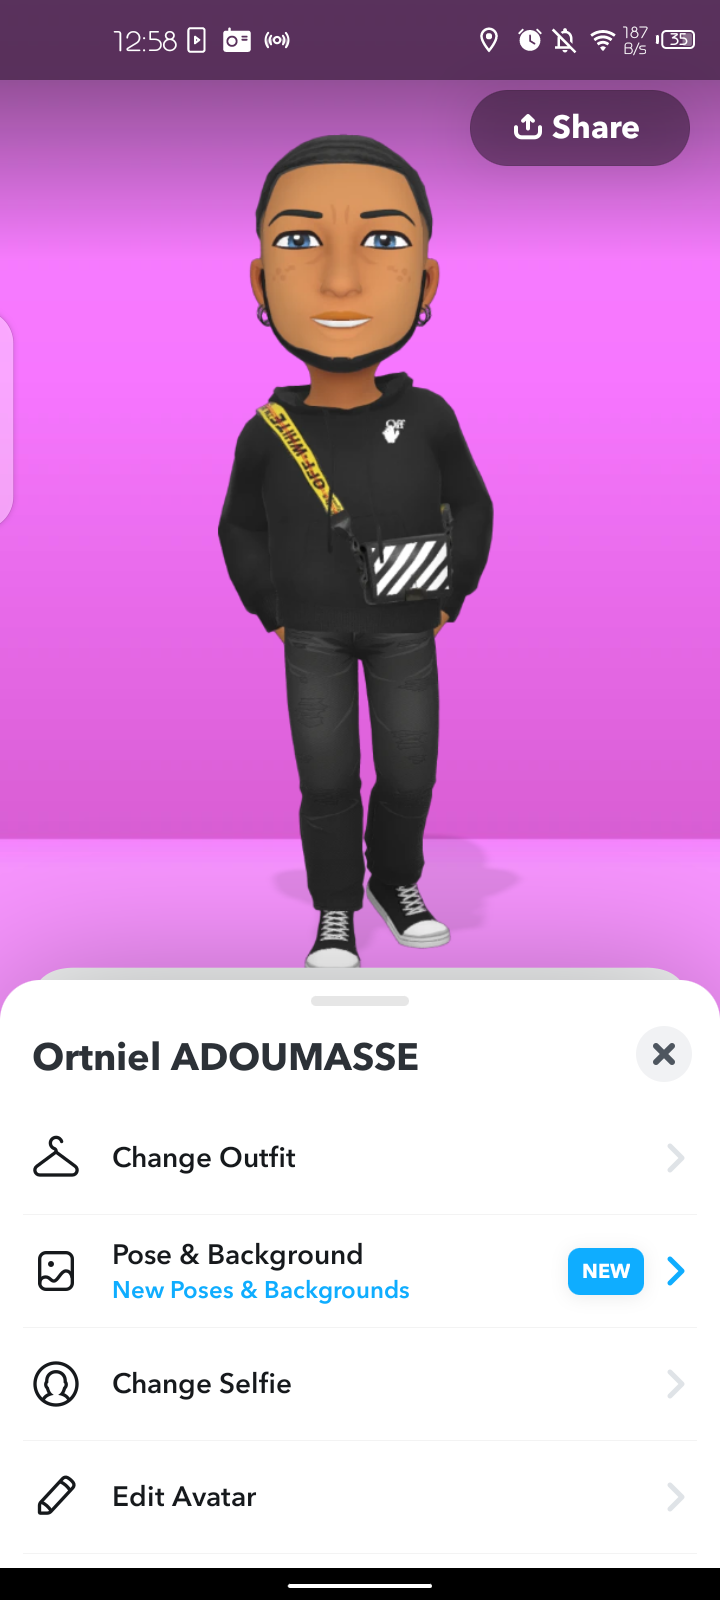 12:58
187
B/s
35
Share
Off
OFF-WHITE
Ortniel ADOUMASSE
Change Outfit
Pose & Background
New Poses & Backgrounds
NEW
Change Selfie
Edit Avatar